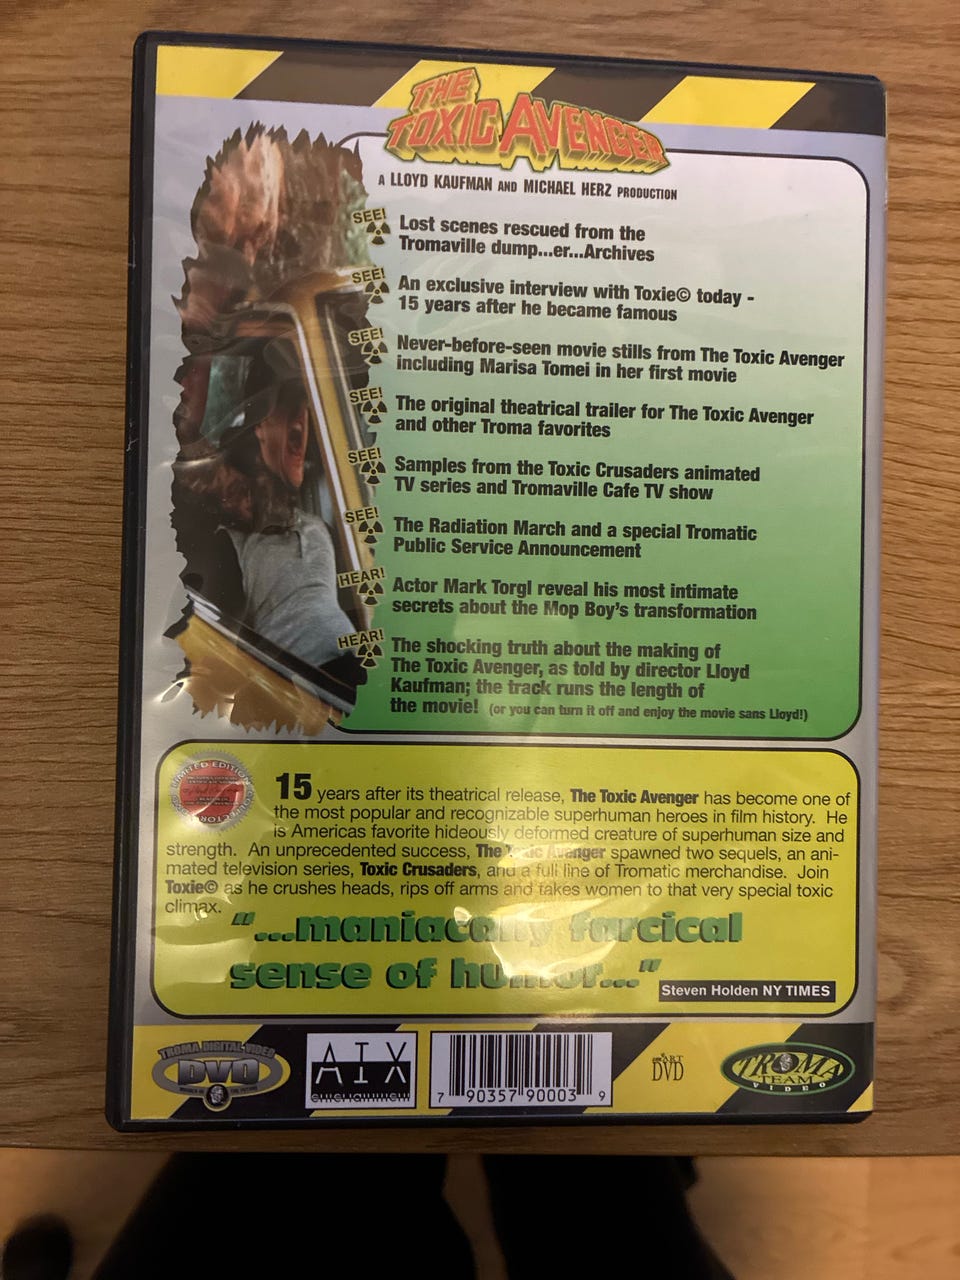 THE
TOXIC AVENGER
A LLOYD KAUFMAN AND MICHAEL HERZ PRODUCTION
SEE! Lost scenes rescued from the
Tromaville dump...er...Archives
SEE! An exclusive interview with Toxie© today -
15 years after he became famous
SEE! Never-before-seen movie stills from The Toxic Avenger
including Marisa Tomei in her first movie
SEE! The original theatrical trailer for The Toxic Avenger
and other Troma favorites
SEE! Samples from the Toxic Crusaders animated
TV series and Tromaville Cafe TV show
SEE! The Radiation March and a special Tromatic
Public Service Announcement
HEAR! Actor Mark Torgl reveal his most intimate
secrets about the Mop Boy's transformation
HEAR! The shocking truth about the making of
The Toxic Avenger, as told by director Lloyd
Kaufman; the track runs the length of
the movie! (or you can turn it off and enjoy the movie sans Lloyd!)
LIMITED EDITION
15 years after its theatrical release, The Toxic Avenger has become one of
the most popular and recognizable superhuman heroes in film history. He
is Americas favorite hideously deformed creature of superhuman size and
strength. An unprecedented success, The Toxic Avenger spawned two sequels, an ani-
mated television series, Toxic Crusaders, and a full line of Tromatic merchandise. Join
Toxie© as he crushes heads, rips off arms and takes women to that very special toxic
climax.
"...maniacally farcical
sense of humor..."
Steven Holden NY TIMES
TROMA DIGITAL VIDEO
DVD
AIX
entertainment
7 90357 90003 9
DVD
TROMA
TEAM
VIDEO